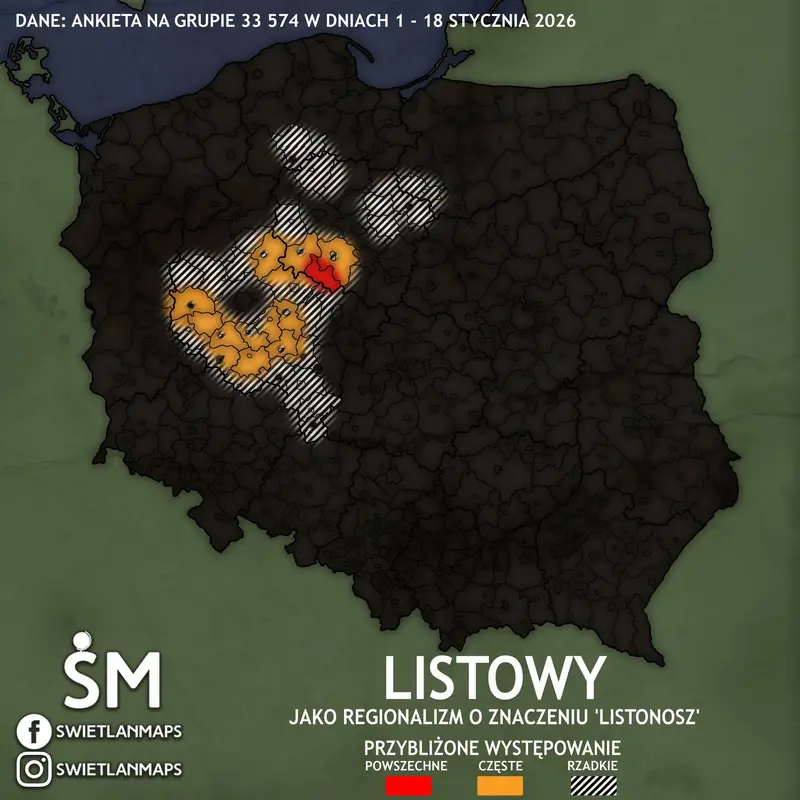 DANE: ANKIETA NA GRUPIE 33 574 W DNIACH 1 - 18 STYCZNIA 2026
ŚM
SWIETLANMAPS
SWIETLANMAPS
LISTOWY
JAKO REGIONALIZM O ZNACZENIU 'LISTONOSZ'
PRZYBLIŻONE WYSTĘPOWANIE
POWSZECHNE CZĘSTE RZADKIE